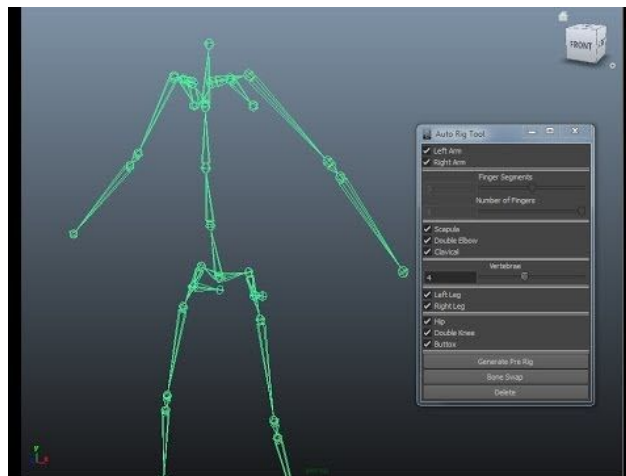 FRONT
Auto Rig Tool
Left Arm
Right Arm
Finger Segments
Number of Fingers
Scapula
Double Elbow
Clavical
Vertebrae
4
Left Leg
Right Leg
Hip
Double Knee
Buttox
Generate Pre Rig
Bone Swap
Delete